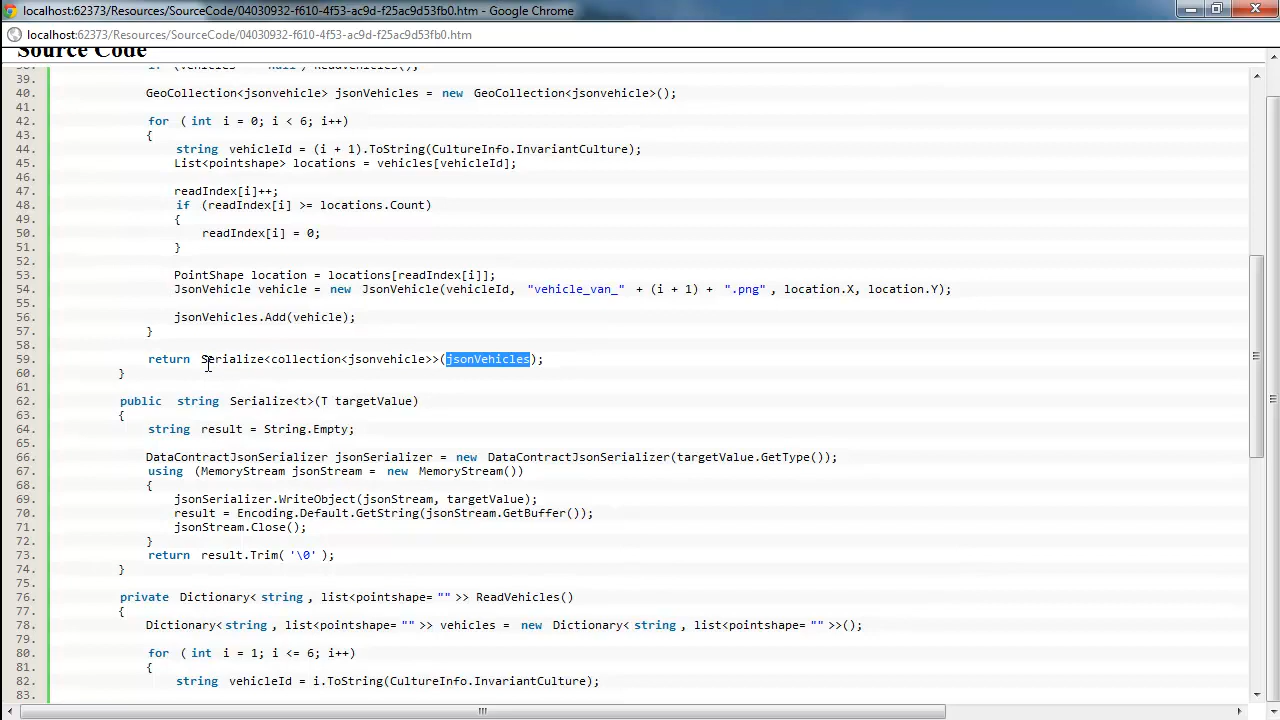 localhost:62373/Resources/SourceCode/04030932-f610-4f53-ac9d-f25ac9d53fb0.htm - Google Chrome
localhost:62373/Resources/SourceCode/04030932-f610-4f53-ac9d-f25ac9d53fb0.htm
Source Code
39.
40. GeoCollection<jsonvehicle> jsonVehicles = new GeoCollection<jsonvehicle>();
41.
42. for ( int i = 0; i < 6; i++)
43. {
44. string vehicleId = (i + 1).ToString(CultureInfo.InvariantCulture);
45. List<pointshape> locations = vehicles[vehicleId];
46.
47. readIndex[i]++;
48. if (readIndex[i] >= locations.Count)
49. {
50. readIndex[i] = 0;
51. }
52.
53. PointShape location = locations[readIndex[i]];
54. JsonVehicle vehicle = new JsonVehicle(vehicleId, "vehicle_van_" + (i + 1) + ".png" , location.X, location.Y);
55.
56. jsonVehicles.Add(vehicle);
57. }
58.
59. return Serialize<collection<jsonvehicle>>(jsonVehicles);
60. }
61.
62. public string Serialize<t>(T targetValue)
63. {
64. string result = String.Empty;
65.
66. DataContractJsonSerializer jsonSerializer = new DataContractJsonSerializer(targetValue.GetType());
67. using (MemoryStream jsonStream = new MemoryStream())
68. {
69. jsonSerializer.WriteObject(jsonStream, targetValue);
70. result = Encoding.Default.GetString(jsonStream.GetBuffer());
71. jsonStream.Close();
72. }
73. return result.Trim( '\0' );
74. }
75.
76. private Dictionary< string , list<pointshape= "" >> ReadVehicles()
77. {
78. Dictionary< string , list<pointshape= "" >> vehicles = new Dictionary< string , list<pointshape= "" >>();
79.
80. for ( int i = 1; i <= 6; i++)
81. {
82. string vehicleId = i.ToString(CultureInfo.InvariantCulture);
83.